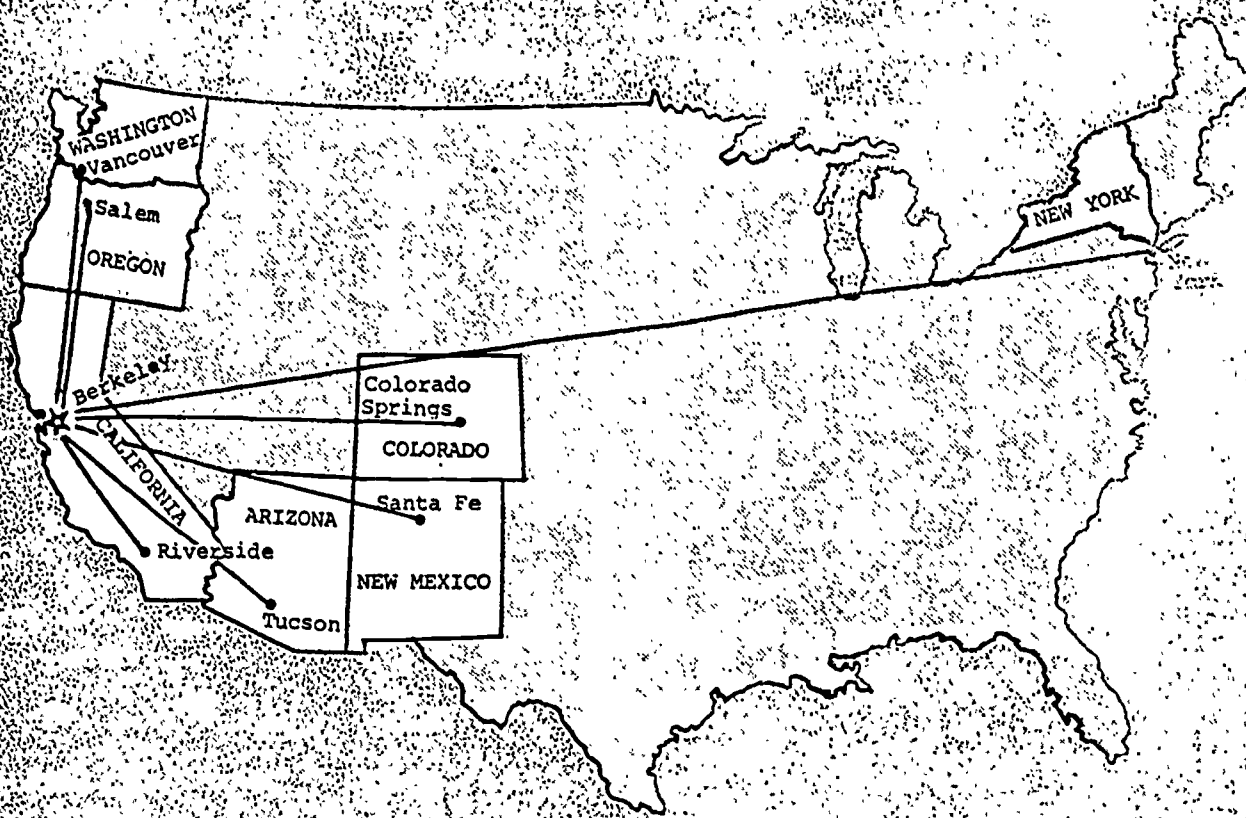 WASHINGTON
Vancouver
Salem
OREGON
NEW YORK
Berkeley
Colorado
Springs
COLORADO
CALIFORNIA
Santa Fe
ARIZONA
Riverside
NEW MEXICO
Tucson